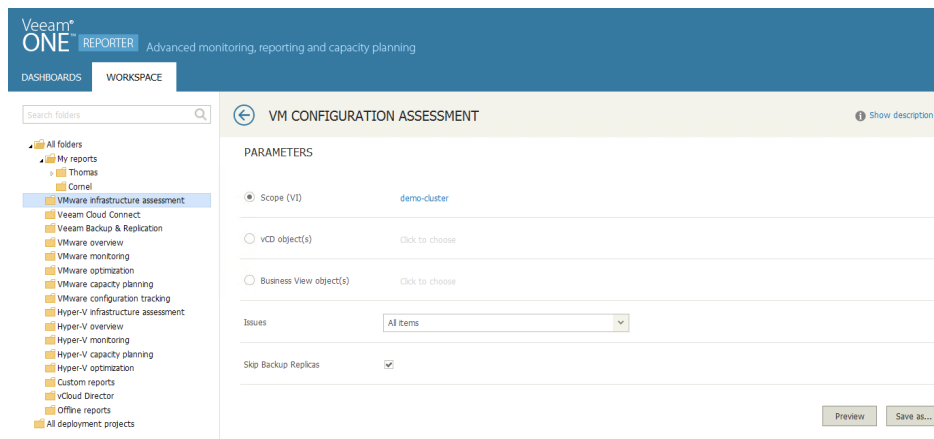 Veeam®
ONE™ REPORTER Advanced monitoring, reporting and capacity planning
DASHBOARDS WORKSPACE
Search folders
VM CONFIGURATION ASSESSMENT
Show description
All folders
My reports
Thomas
Cornel
VMware infrastructure assessment
Veeam Cloud Connect
Veeam Backup & Replication
VMware overview
VMware monitoring
VMware optimization
VMware capacity planning
VMware configuration tracking
Hyper-V infrastructure assessment
Hyper-V overview
Hyper-V monitoring
Hyper-V capacity planning
Hyper-V optimization
Custom reports
vCloud Director
Offline reports
All deployment projects
PARAMETERS
Scope (VI) demo-cluster
vCD object(s) Click to choose
Business View object(s) Click to choose
Issues All items
Skip Backup Replicas
Preview Save as...